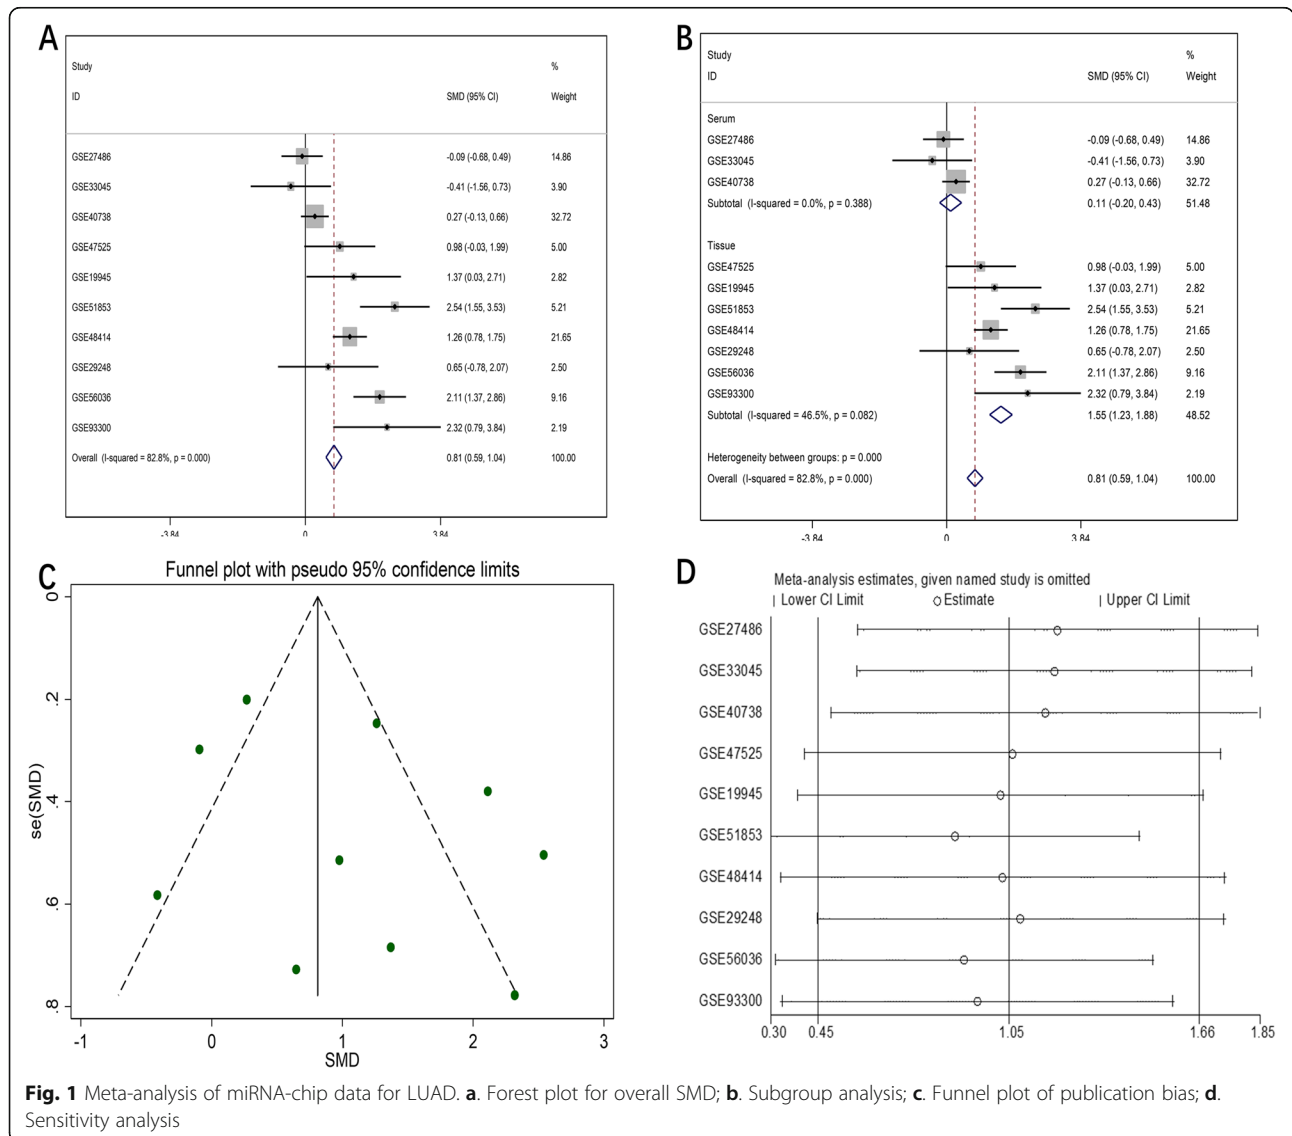 A
Study %
ID SMD (95% CI) Weight
GSE27486 -0.09 (-0.68, 0.49) 14.86
GSE33045 -0.41 (-1.56, 0.73) 3.90
GSE40738 0.27 (-0.13, 0.66) 32.72
GSE47525 0.98 (-0.03, 1.99) 5.00
GSE19945 1.37 (0.03, 2.71) 2.82
GSE51853 2.54 (1.55, 3.53) 5.21
GSE48414 1.26 (0.78, 1.75) 21.65
GSE29248 0.65 (-0.78, 2.07) 2.50
GSE56036 2.11 (1.37, 2.86) 9.16
GSE93300 2.32 (0.79, 3.84) 2.19
Overall (I-squared = 82.8%, p = 0.000) 0.81 (0.59, 1.04) 100.00
-3.84 0 3.84
B
Study %
ID SMD (95% CI) Weight
Serum
GSE27486 -0.09 (-0.68, 0.49) 14.86
GSE33045 -0.41 (-1.56, 0.73) 3.90
GSE40738 0.27 (-0.13, 0.66) 32.72
Subtotal (I-squared = 0.0%, p = 0.388) 0.11 (-0.20, 0.43) 51.48
Tissue
GSE47525 0.98 (-0.03, 1.99) 5.00
GSE19945 1.37 (0.03, 2.71) 2.82
GSE51853 2.54 (1.55, 3.53) 5.21
GSE48414 1.26 (0.78, 1.75) 21.65
GSE29248 0.65 (-0.78, 2.07) 2.50
GSE56036 2.11 (1.37, 2.86) 9.16
GSE93300 2.32 (0.79, 3.84) 2.19
Subtotal (I-squared = 46.5%, p = 0.082) 1.55 (1.23, 1.88) 48.52
Heterogeneity between groups: p = 0.000
Overall (I-squared = 82.8%, p = 0.000) 0.81 (0.59, 1.04) 100.00
-3.84 0 3.84
C
Funnel plot with pseudo 95% confidence limits
se(SMD)
0
.2
.4
.6
.8
-1 0 1 2 3
SMD
D
Meta-analysis estimates, given named study is omitted
Lower CI Limit Estimate Upper CI Limit
GSE27486
GSE33045
GSE40738
GSE47525
GSE19945
GSE51853
GSE48414
GSE29248
GSE56036
GSE93300
0.30 0.45 1.05 1.66 1.85
Fig. 1 Meta-analysis of miRNA-chip data for LUAD. a. Forest plot for overall SMD; b. Subgroup analysis; c. Funnel plot of publication bias; d.
Sensitivity analysis